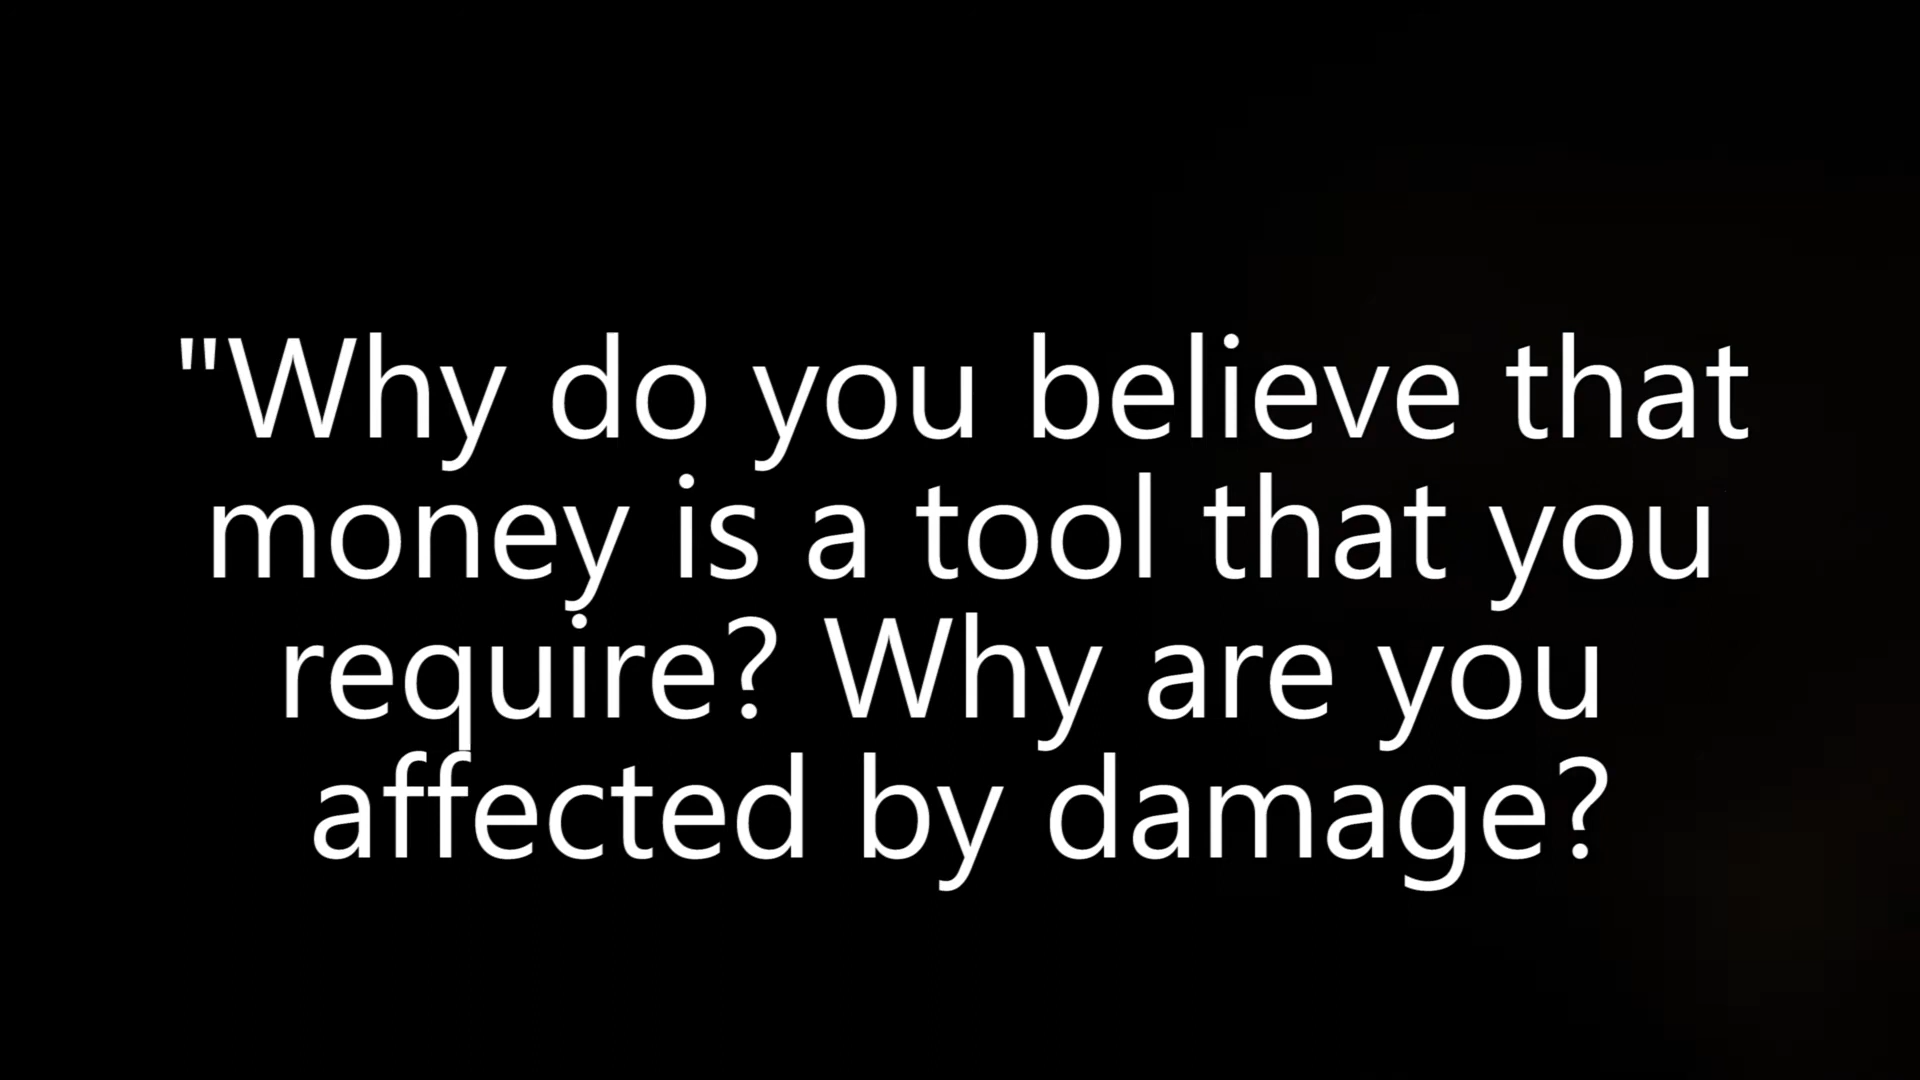 "Why do you believe that
money is a tool that you
require? Why are you
affected by damage?